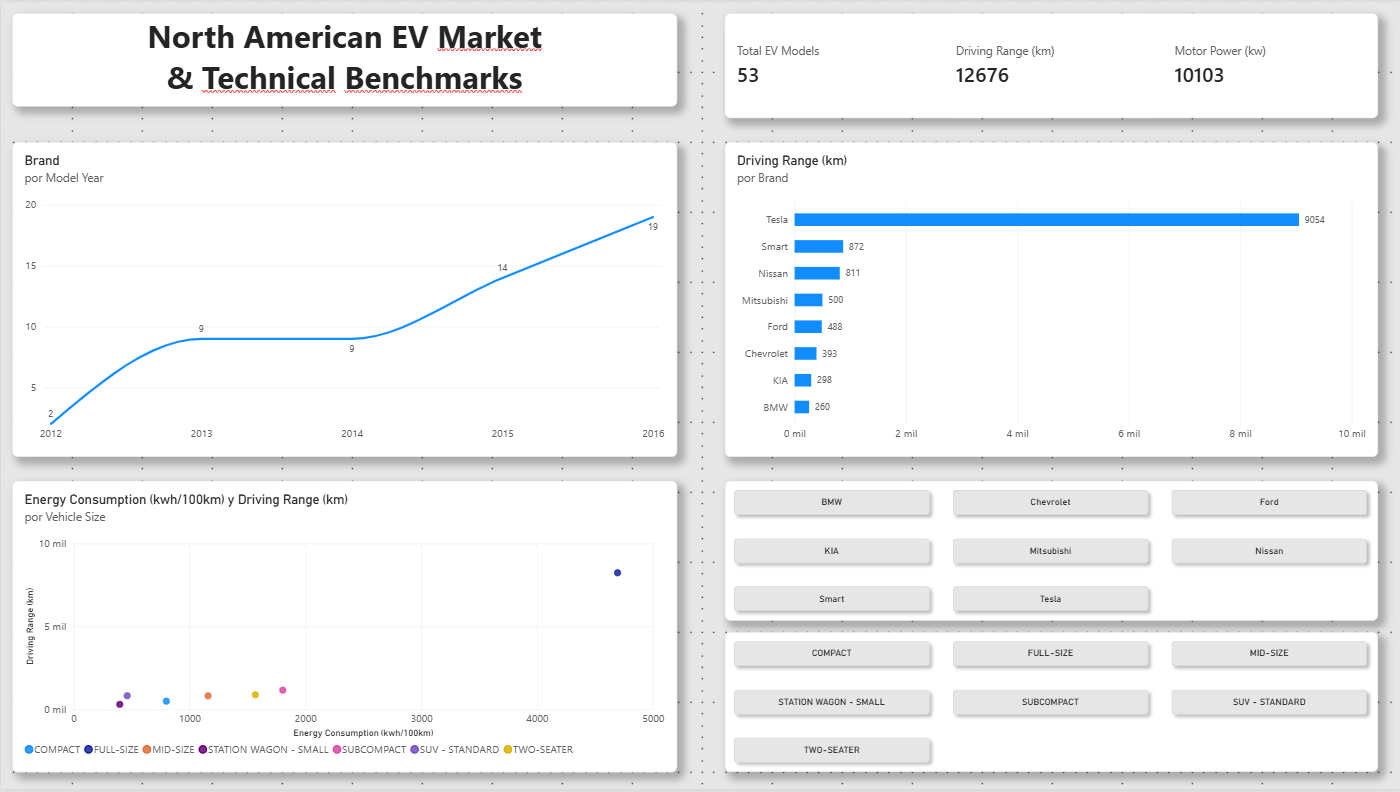 North American EV Market
& Technical Benchmarks
Total EV Models
53
Driving Range (km)
12676
Motor Power (kw)
10103
Brand
por Model Year
20
15
10
5
2
9
9
14
19
2012
2013
2014
2015
2016
Driving Range (km)
por Brand
Tesla
9054
Smart
872
Nissan
811
Mitsubishi
500
Ford
488
Chevrolet
393
KIA
298
BMW
260
0 mil
2 mil
4 mil
6 mil
8 mil
10 mil
Energy Consumption (kwh/100km) y Driving Range (km)
por Vehicle Size
Driving Range (km)
10 mil
5 mil
0 mil
0
1000
2000
3000
4000
5000
Energy Consumption (kwh/100km)
COMPACT
FULL-SIZE
MID-SIZE
STATION WAGON - SMALL
SUBCOMPACT
SUV - STANDARD
TWO-SEATER
BMW
Chevrolet
Ford
KIA
Mitsubishi
Nissan
Smart
Tesla
COMPACT
FULL-SIZE
MID-SIZE
STATION WAGON - SMALL
SUBCOMPACT
SUV - STANDARD
TWO-SEATER